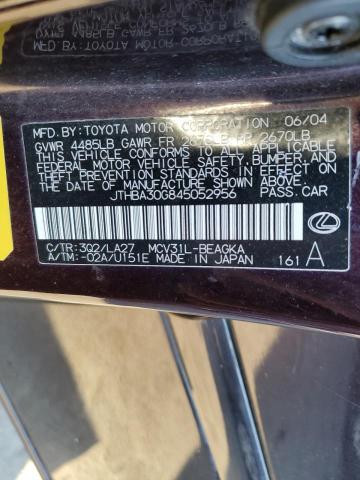 MFD. BY: TOYOTA MOTOR CORPORATION 06/04
GVWR 4485LB GAWR FR RR 2670LB
THIS VEHICLE CONFORMS TO ALL APPLICABLE
FEDERAL MOTOR VEHICLE SAFETY, BUMPER, AND
THEFT PREVENTION STANDARDS IN EFFECT ON
THE DATE OF MANUFACTURE SHOWN ABOVE.
JTHBA30G845052956 PASS. CAR
C/TR: 3Q2/LA27 MCV31L-BEAGKA
A/TM: -02A/U151E MADE IN JAPAN 161 A